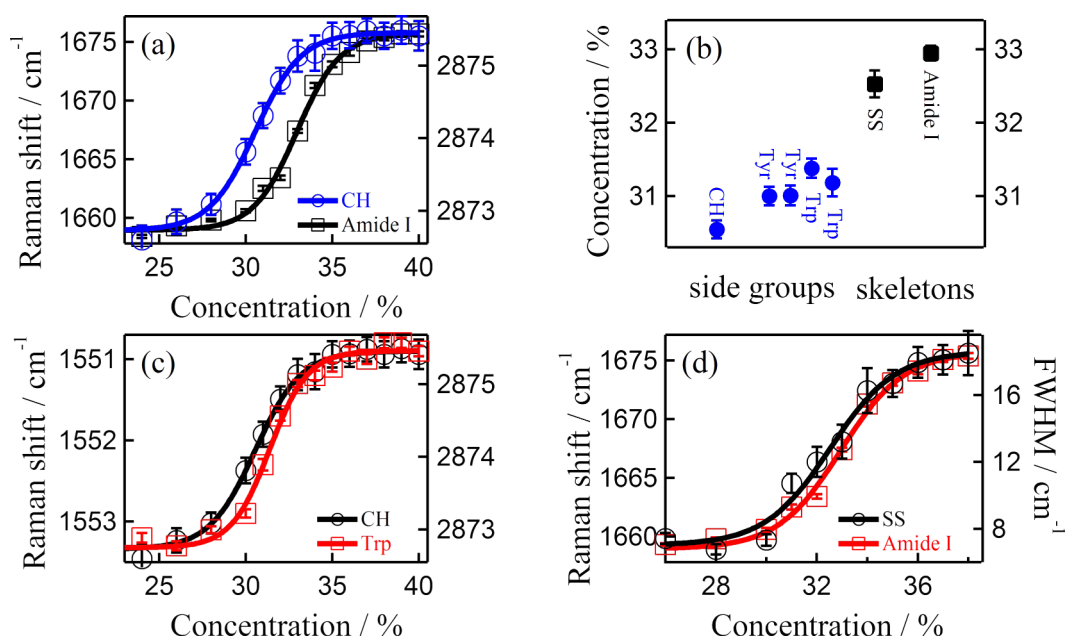 (a)
Raman shift / cm⁻¹
1675
1670
1665
1660
2875
2874
2873
CH
Amide I
25 30 35 40
Concentration / %
(b)
Concentration / %
33
32
31
33
32
31
CH
Tyr
Tyr
Trp
Trp
SS
Amide I
side groups skeletons
(c)
Raman shift / cm⁻¹
1551
1552
1553
2875
2874
2873
CH
Trp
25 30 35 40
Concentration / %
(d)
Raman shift / cm⁻¹
1675
1670
1665
1660
16
12
8
FWHM / cm⁻¹
SS
Amide I
28 32 36
Concentration / %